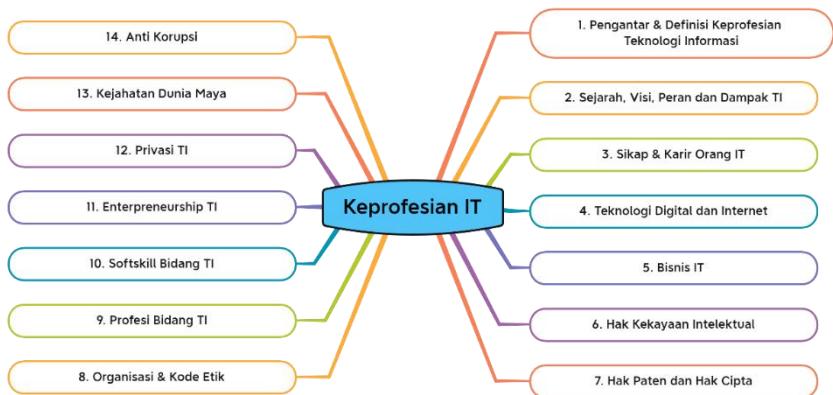 Keprofesian IT
1. Pengantar & Definisi Keprofesian
Teknologi Informasi
2. Sejarah, Visi, Peran dan Dampak TI
3. Sikap & Karir Orang IT
4. Teknologi Digital dan Internet
5. Bisnis IT
6. Hak Kekayaan Intelektual
7. Hak Paten dan Hak Cipta
8. Organisasi & Kode Etik
9. Profesi Bidang TI
10. Softskill Bidang TI
11. Enterpreneurship TI
12. Privasi TI
13. Kejahatan Dunia Maya
14. Anti Korupsi